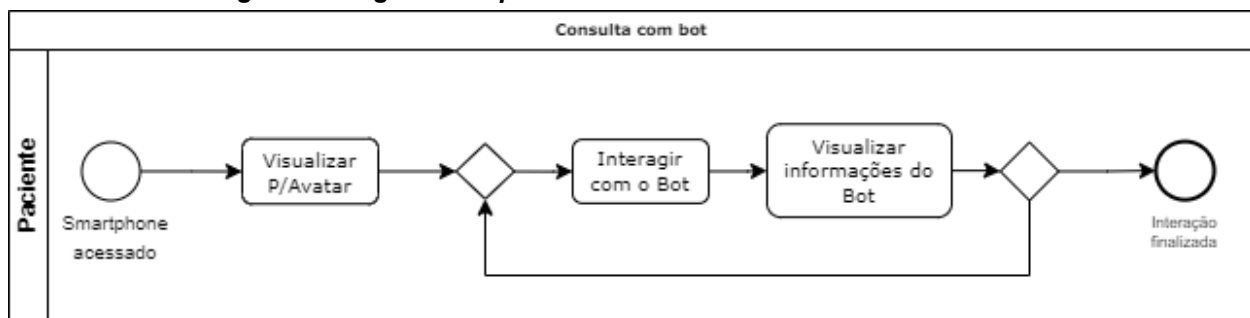 Consulta com bot
Paciente
Smartphone
acessado
Visualizar
P/Avatar
Interagir
com o Bot
Visualizar
informações do
Bot
Interação
finalizada